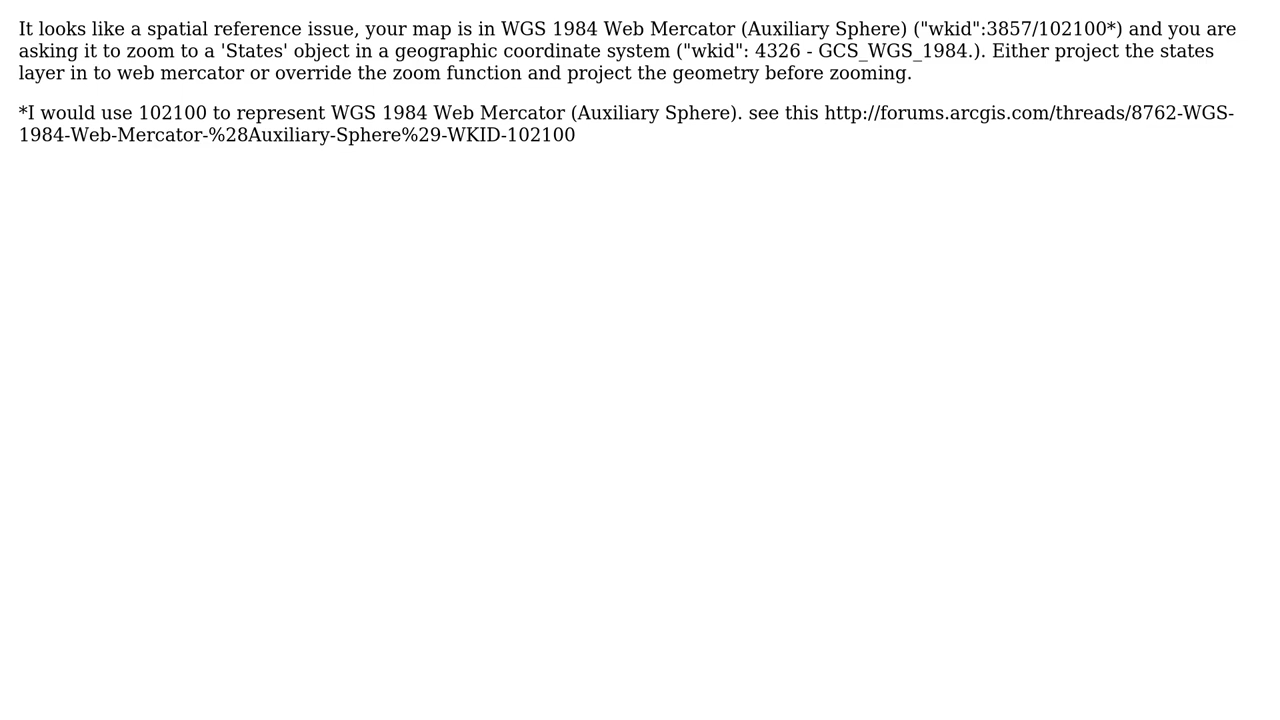 It looks like a spatial reference issue, your map is in WGS 1984 Web Mercator (Auxiliary Sphere) ("wkid":3857/102100*) and you are
asking it to zoom to a 'States' object in a geographic coordinate system ("wkid": 4326 - GCS_WGS_1984.). Either project the states
layer in to web mercator or override the zoom function and project the geometry before zooming.
*I would use 102100 to represent WGS 1984 Web Mercator (Auxiliary Sphere). see this http://forums.arcgis.com/threads/8762-WGS-
1984-Web-Mercator-%28Auxiliary-Sphere%29-WKID-102100